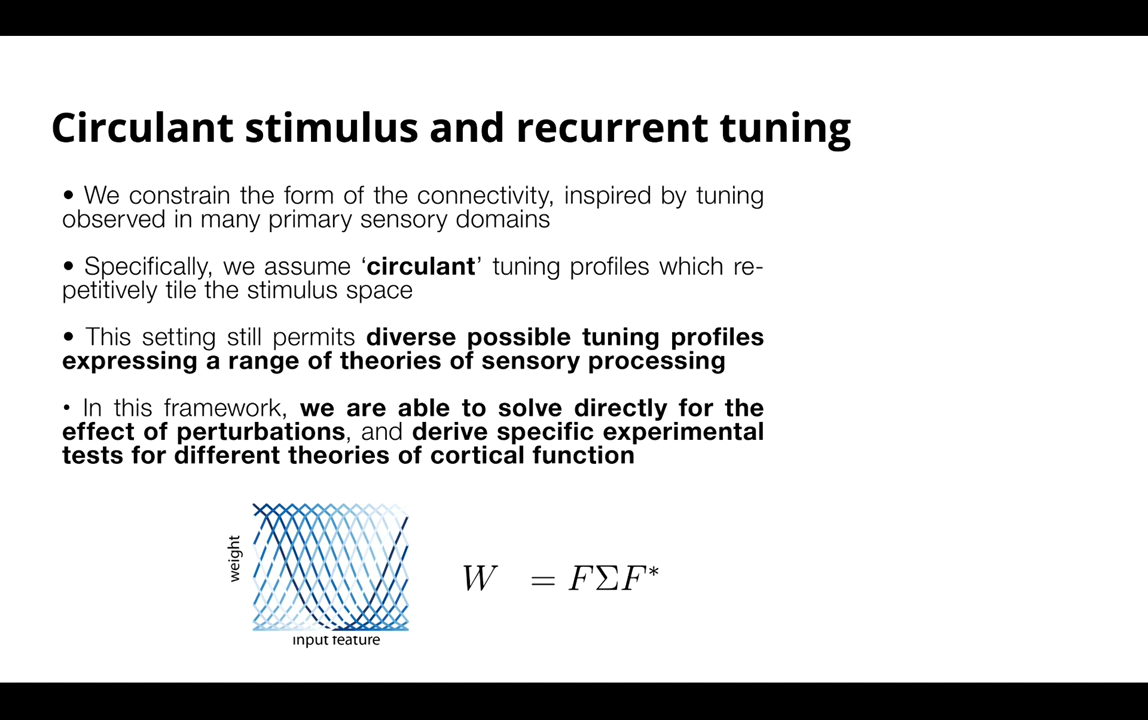 Circulant stimulus and recurrent tuning
• We constrain the form of the connectivity, inspired by tuning
observed in many primary sensory domains
• Specifically, we assume ‘circulant’ tuning profiles which re-
petitively tile the stimulus space
• This setting still permits diverse possible tuning profiles
expressing a range of theories of sensory processing
• In this framework, we are able to solve directly for the
effect of perturbations, and derive specific experimental
tests for different theories of cortical function
weight
W = FΣF*
input feature